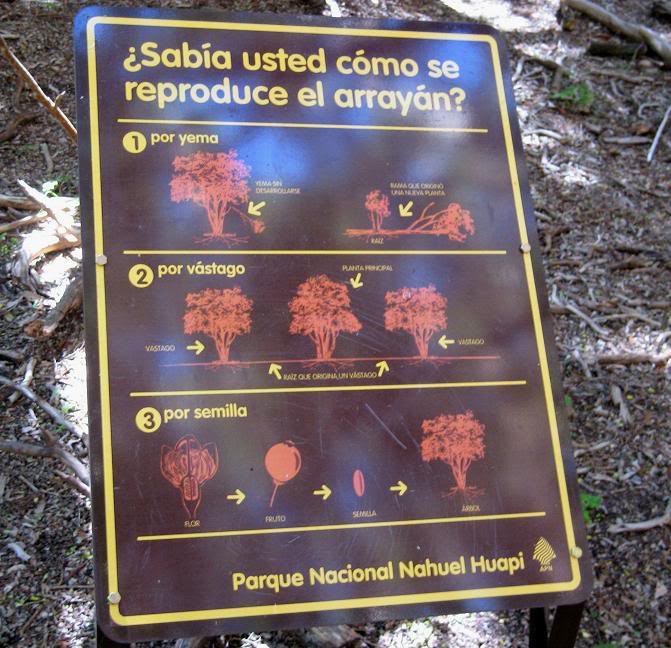 ¿Sabía usted cómo se
reproduce el arrayán?
1 por yema
YEMA SIN
DESARROLLARSE
RAMA QUE ORIGINÓ
UNA NUEVA PLANTA
RAÍZ
2 por vástago
PLANTA PRINCIPAL
VASTAGO
VASTAGO
RAÍZ QUE ORIGINA UN VÁSTAGO
3 por semilla
FLOR
FRUTO
SEMILLA
ÁRBOL
Parque Nacional Nahuel Huapi
APN